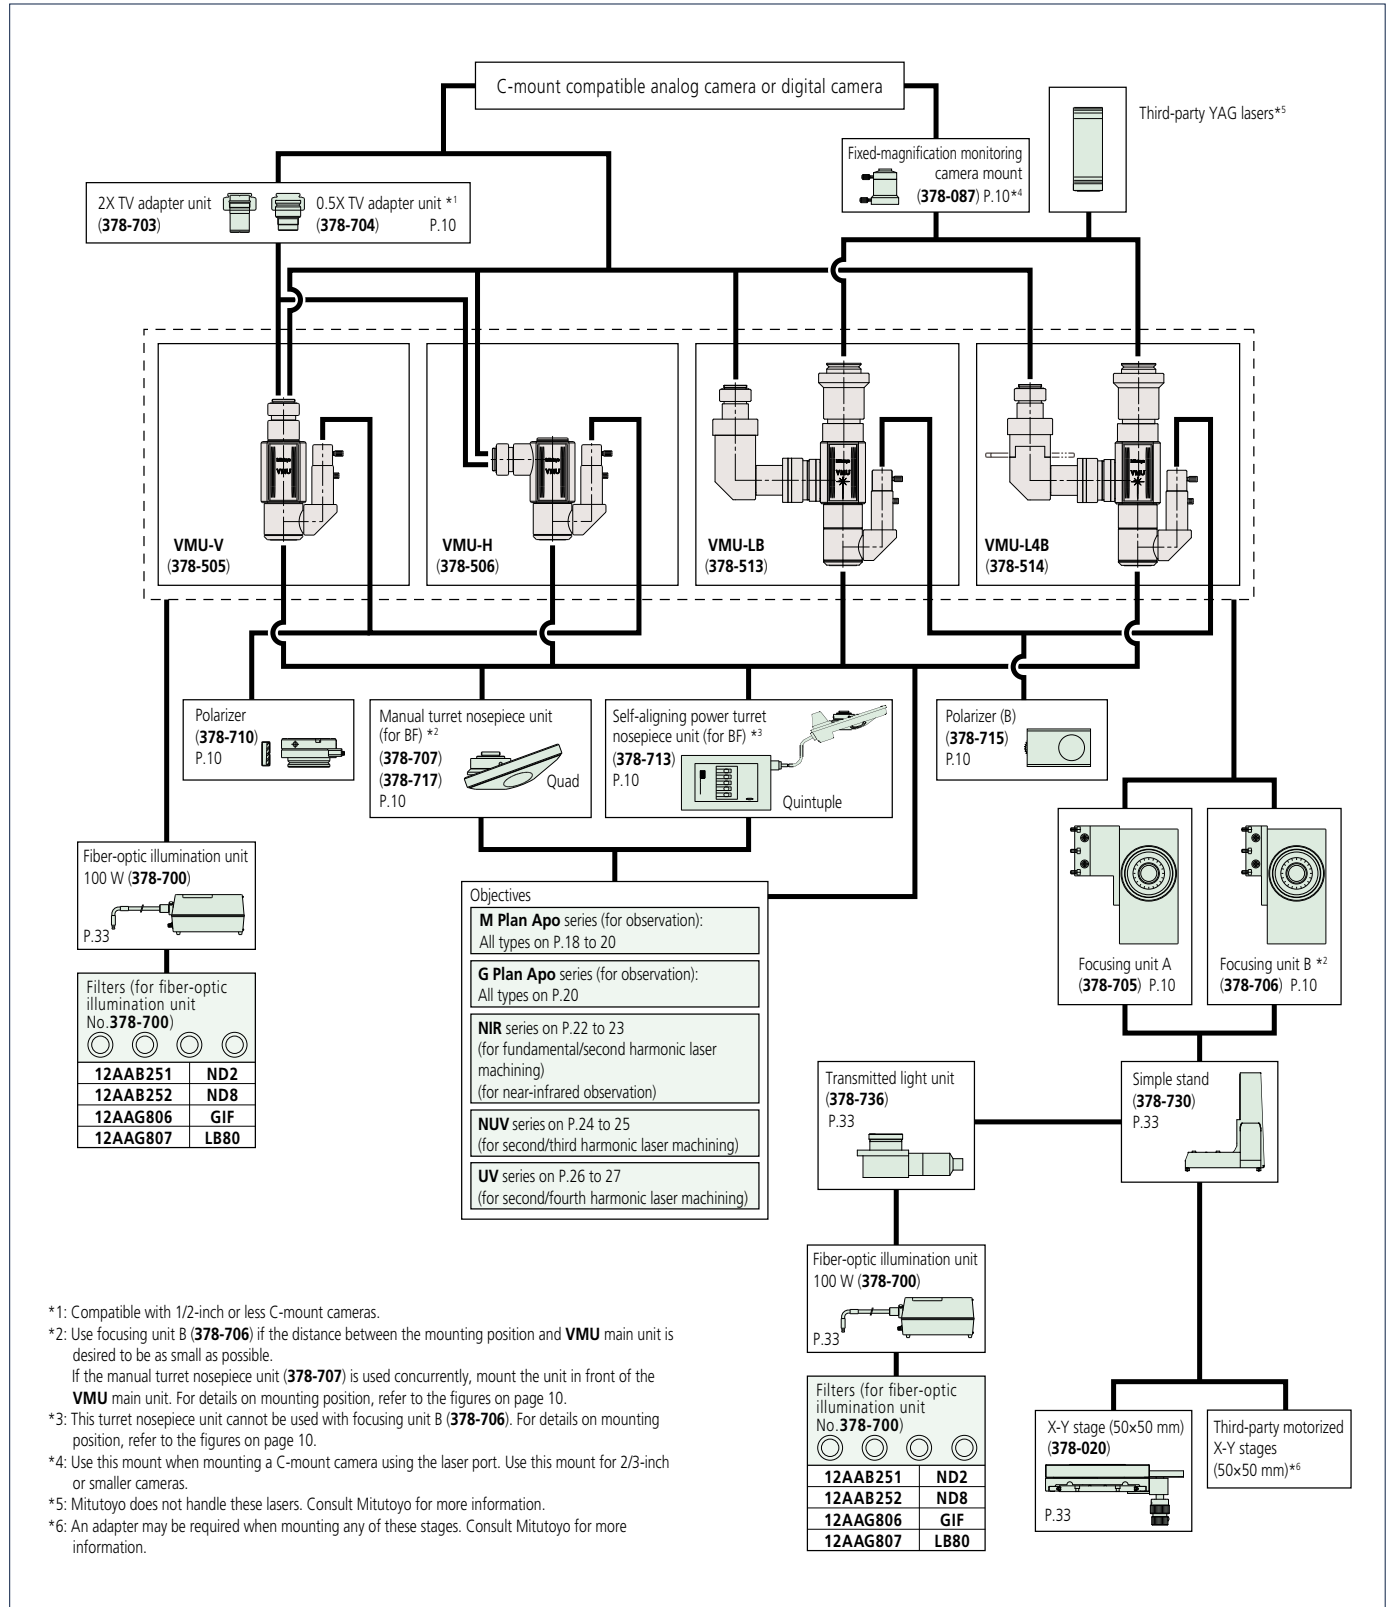 C-mount compatible analog camera or digital camera
Third-party YAG lasers*5
Fixed-magnification monitoring
camera mount
(378-087) P.10*4
2X TV adapter unit
(378-703)
0.5X TV adapter unit *1
(378-704) P.10
Mitutoyo
VMU
VMU-V
(378-505)
Mitutoyo
VMU
VMU-H
(378-506)
Mitutoyo
VMU
VMU-LB
(378-513)
Mitutoyo
VMU
VMU-L4B
(378-514)
Polarizer
(378-710)
P.10
Manual turret nosepiece unit
(for BF) *2
(378-707)
(378-717)
P.10
Quad
Self-aligning power turret
nosepiece unit (for BF) *3
(378-713)
P.10
Quintuple
Polarizer (B)
(378-715)
P.10
Fiber-optic illumination unit
100 W (378-700)
P.33
Filters (for fiber-optic
illumination unit
No.378-700)
12AAB251 ND2
12AAB252 ND8
12AAG806 GIF
12AAG807 LB80
Objectives
M Plan Apo series (for observation):
All types on P.18 to 20
G Plan Apo series (for observation):
All types on P.20
NIR series on P.22 to 23
(for fundamental/second harmonic laser
machining)
(for near-infrared observation)
NUV series on P.24 to 25
(for second/third harmonic laser machining)
UV series on P.26 to 27
(for second/fourth harmonic laser machining)
Focusing unit A
(378-705) P.10
Focusing unit B *2
(378-706) P.10
Transmitted light unit
(378-736)
P.33
Simple stand
(378-730)
P.33
Fiber-optic illumination unit
100 W (378-700)
P.33
Filters (for fiber-optic
illumination unit
No.378-700)
12AAB251 ND2
12AAB252 ND8
12AAG806 GIF
12AAG807 LB80
X-Y stage (50×50 mm)
(378-020)
P.33
Third-party motorized
X-Y stages
(50×50 mm)*6
*1: Compatible with 1/2-inch or less C-mount cameras.
*2: Use focusing unit B (378-706) if the distance between the mounting position and VMU main unit is
desired to be as small as possible.
If the manual turret nosepiece unit (378-707) is used concurrently, mount the unit in front of the
VMU main unit. For details on mounting position, refer to the figures on page 10.
*3: This turret nosepiece unit cannot be used with focusing unit B (378-706). For details on mounting
position, refer to the figures on page 10.
*4: Use this mount when mounting a C-mount camera using the laser port. Use this mount for 2/3-inch
or smaller cameras.
*5: Mitutoyo does not handle these lasers. Consult Mitutoyo for more information.
*6: An adapter may be required when mounting any of these stages. Consult Mitutoyo for more
information.